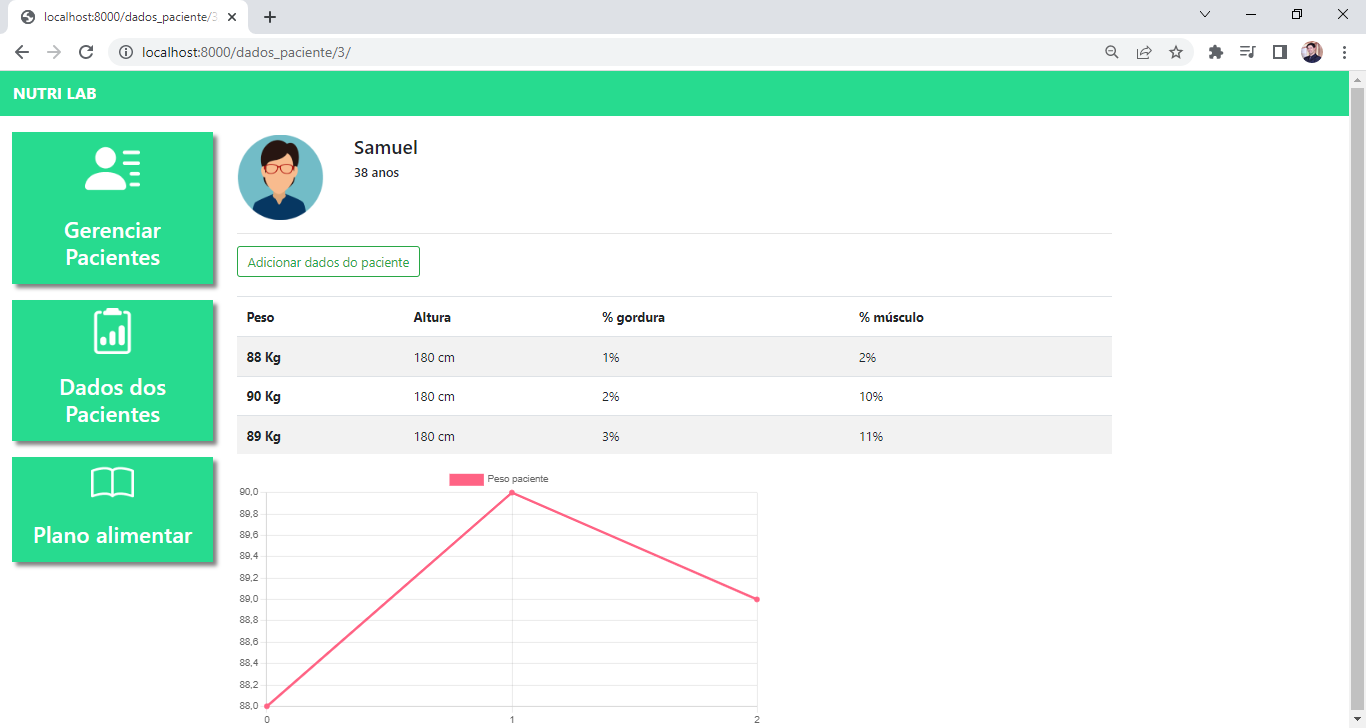 localhost:8000/dados_paciente/3
localhost:8000/dados_paciente/3/
NUTRI LAB
Gerenciar
Pacientes
Dados dos
Pacientes
Plano alimentar
Samuel
38 anos
Adicionar dados do paciente
Peso Altura % gordura % músculo
88 Kg 180 cm 1% 2%
90 Kg 180 cm 2% 10%
89 Kg 180 cm 3% 11%
Peso paciente
90,0
89,8
89,6
89,4
89,2
89,0
88,8
88,6
88,4
88,2
88,0
0 1 2